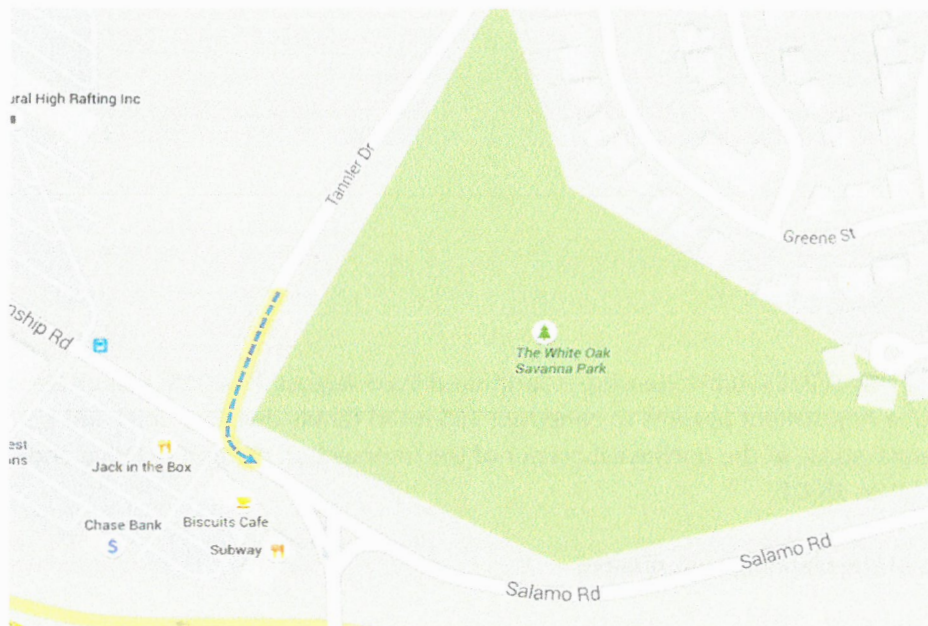 ural High Rafting Inc
Tannler Dr
Greene St
nship Rd
The White Oak
Savanna Park
est
ons
Jack in the Box
Chase Bank
Biscuits Cafe
$
Subway
Salamo Rd
Salamo Rd